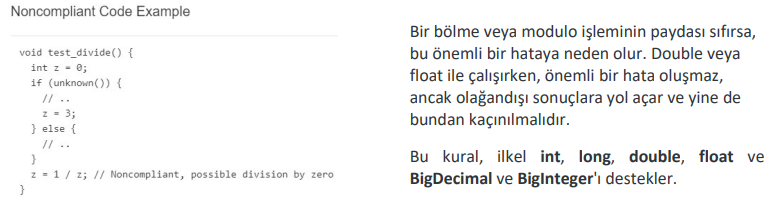 Noncompliant Code Example
void test_divide() {
  int z = 0;
  if (unknown()) {
    // ..
    z = 3;
  } else {
    // ..
  }
  z = 1 / z; // Noncompliant, possible division by zero
}
Bir bölme veya modulo işleminin paydası sıfırsa,
bu önemli bir hataya neden olur. Double veya
float ile çalışırken, önemli bir hata oluşmaz,
ancak olağandışı sonuçlara yol açar ve yine de
bundan kaçınılmalıdır.
Bu kural, ilkel int, long, double, float ve
BigDecimal ve BigInteger'ı destekler.